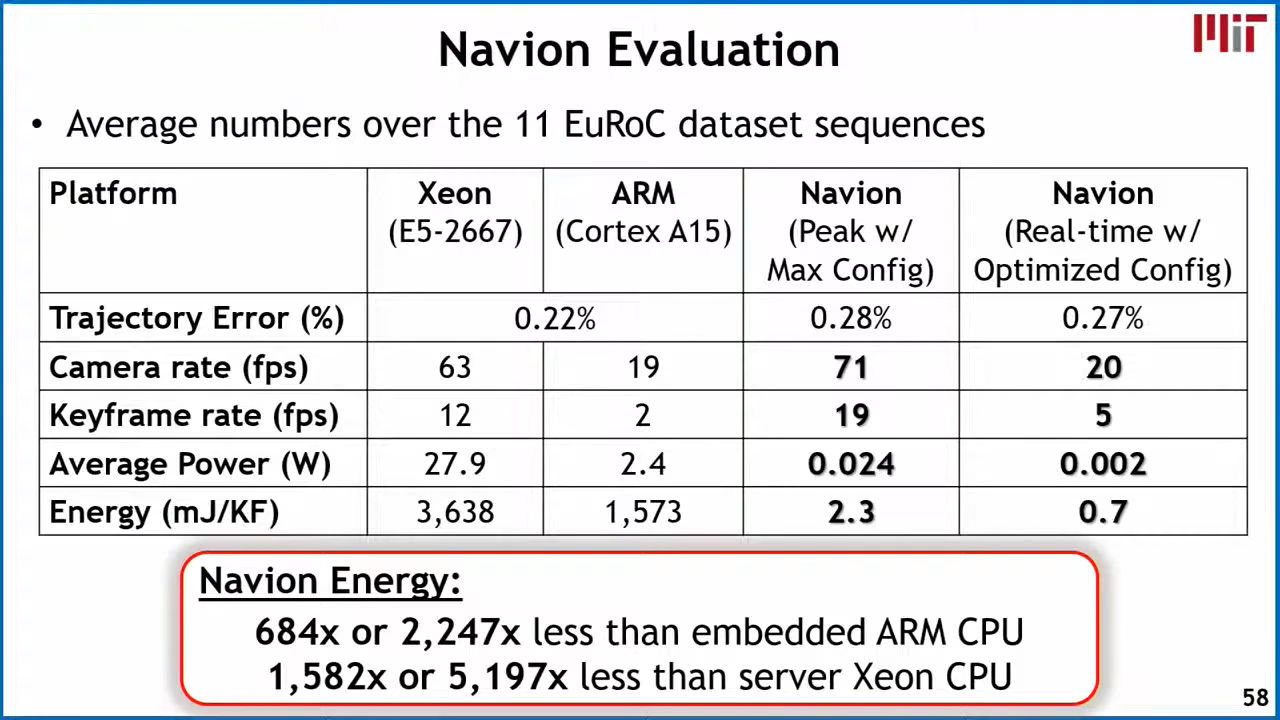 MIT
Navion Evaluation
• Average numbers over the 11 EuRoC dataset sequences
Platform Xeon (E5-2667) ARM (Cortex A15) Navion (Peak w/ Max Config) Navion (Real-time w/ Optimized Config)
Trajectory Error (%) 0.22% 0.28% 0.27%
Camera rate (fps) 63 19 71 20
Keyframe rate (fps) 12 2 19 5
Average Power (W) 27.9 2.4 0.024 0.002
Energy (mJ/KF) 3,638 1,573 2.3 0.7
Navion Energy:
684x or 2,247x less than embedded ARM CPU
1,582x or 5,197x less than server Xeon CPU
58